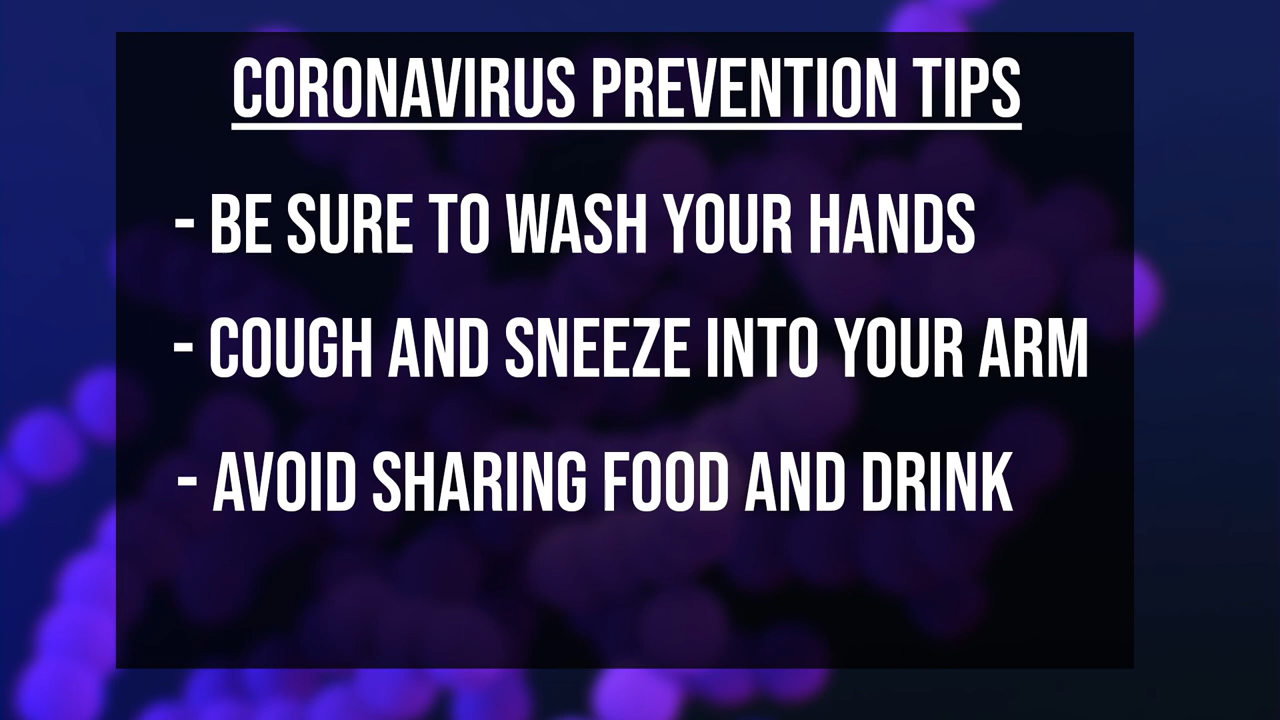 CORONAVIRUS PREVENTION TIPS
- BE SURE TO WASH YOUR HANDS
- COUGH AND SNEEZE INTO YOUR ARM
- AVOID SHARING FOOD AND DRINK